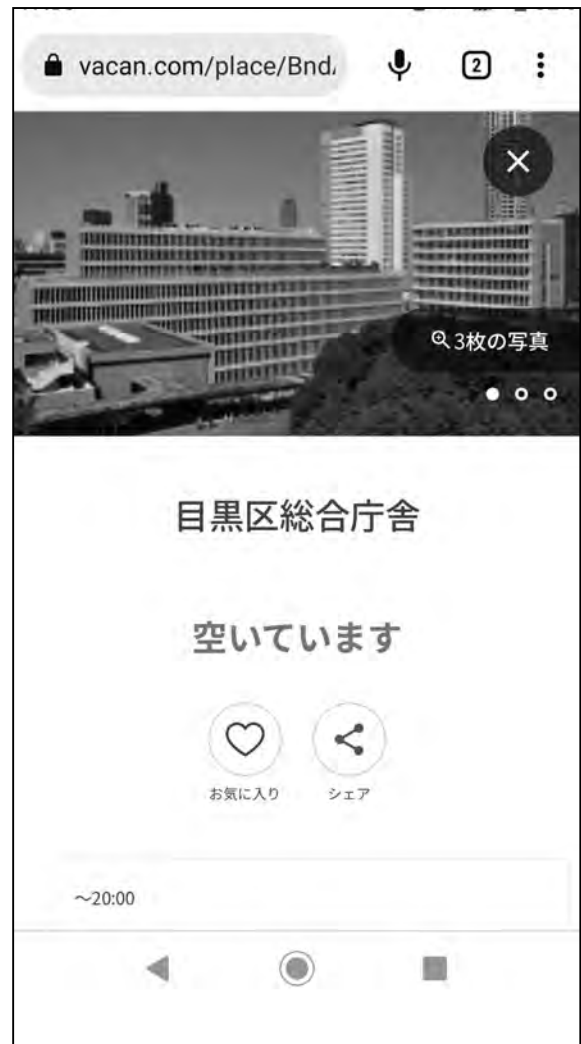 vacan.com/place/Bnd
2
3枚の写真
目黒区総合庁舎
空いています
お気に入り
シェア
～20:00